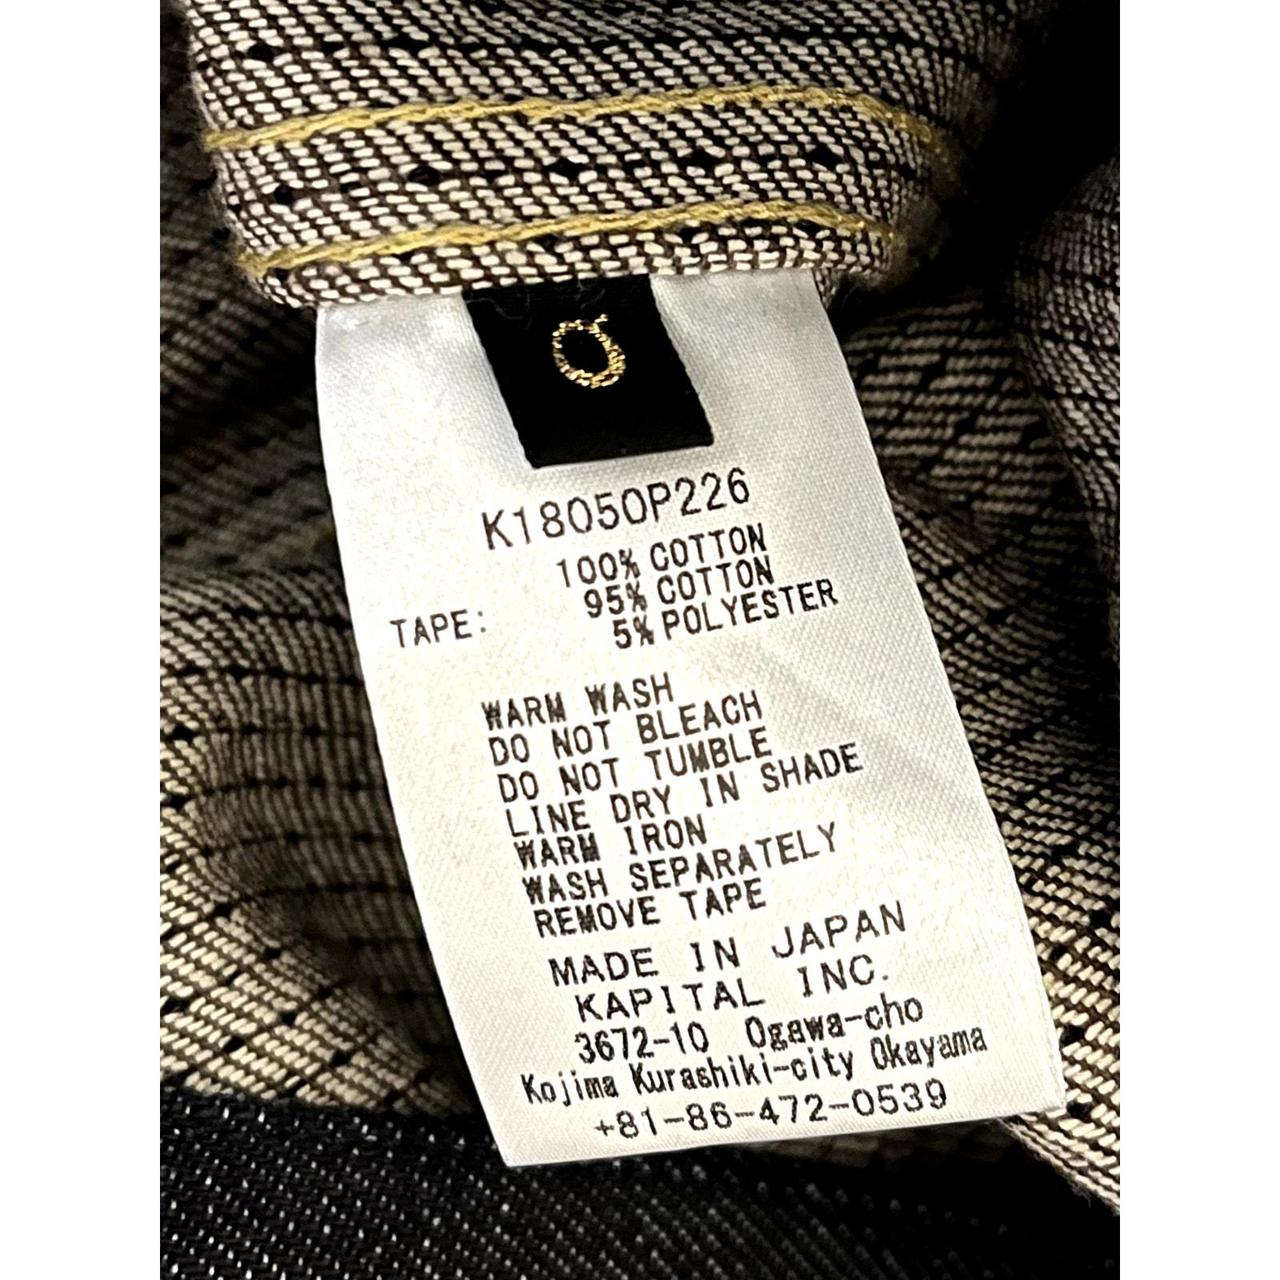 K1805OP226
100% COTTON
TAPE: 95% COTTON
5% POLYESTER
WARM WASH
DO NOT BLEACH
DO NOT TUMBLE
LINE DRY IN SHADE
WARM IRON
WASH SEPARATELY
REMOVE TAPE
MADE IN JAPAN
KAPITAL INC.
3672-10 Ogawa-cho
Kojima Kurashiki-city Okayama
+81-86-472-0539